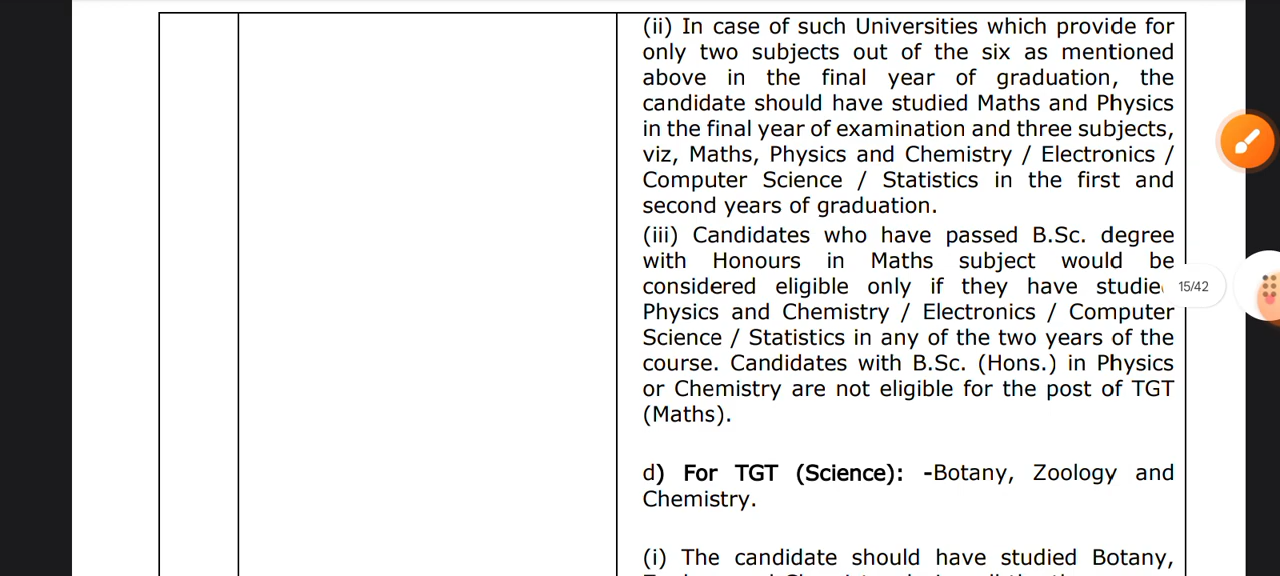 (ii) In case of such Universities which provide for
only two subjects out of the six as mentioned
above in the final year of graduation, the
candidate should have studied Maths and Physics
in the final year of examination and three subjects,
viz, Maths, Physics and Chemistry / Electronics /
Computer Science / Statistics in the first and
second years of graduation.
(iii) Candidates who have passed B.Sc. degree
with Honours in Maths subject would be
considered eligible only if they have studie
15/42
Physics and Chemistry / Electronics / Computer
Science / Statistics in any of the two years of the
course. Candidates with B.Sc. (Hons.) in Physics
or Chemistry are not eligible for the post of TGT
(Maths).
d) For TGT (Science): -Botany, Zoology and
Chemistry.
(i) The candidate should have studied Botany,